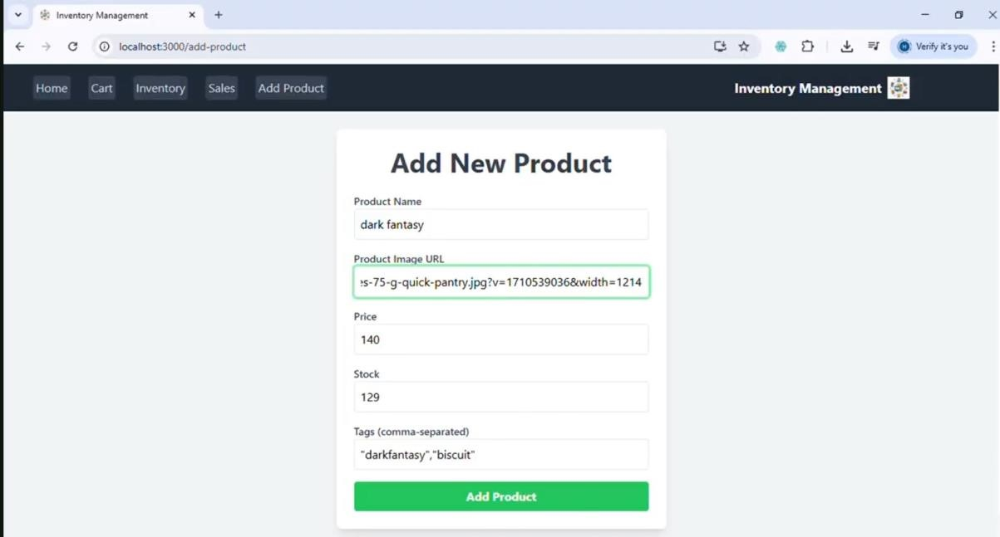 Inventory Management
localhost:3000/add-product
Verify it's you
Home Cart Inventory Sales Add Product Inventory Management
Add New Product
Product Name
dark fantasy
Product Image URL
s-75-g-quick-pantry.jpg?v=1710539036&width=1214
Price
140
Stock
129
Tags (comma-separated)
"darkfantasy","biscuit"
Add Product